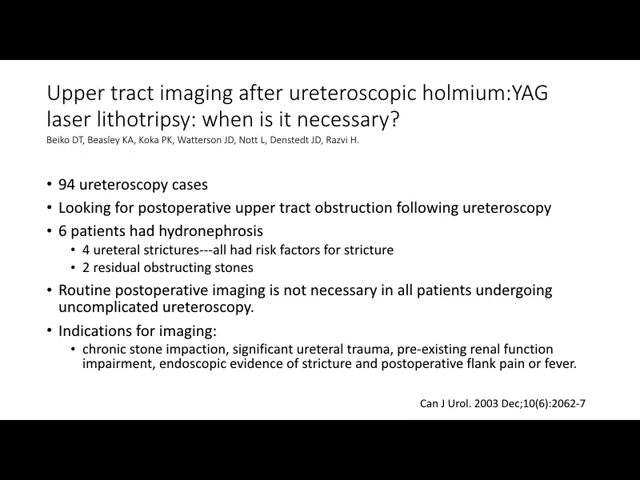 Upper tract imaging after ureteroscopic holmium:YAG
laser lithotripsy: when is it necessary?
Beiko DT, Beasley KA, Koka PK, Watterson JD, Nott L, Denstedt JD, Razvi H.
• 94 ureteroscopy cases
• Looking for postoperative upper tract obstruction following ureteroscopy
• 6 patients had hydronephrosis
• 4 ureteral strictures---all had risk factors for stricture
• 2 residual obstructing stones
• Routine postoperative imaging is not necessary in all patients undergoing
uncomplicated ureteroscopy.
• Indications for imaging:
• chronic stone impaction, significant ureteral trauma, pre-existing renal function
impairment, endoscopic evidence of stricture and postoperative flank pain or fever.
Can J Urol. 2003 Dec;10(6):2062-7